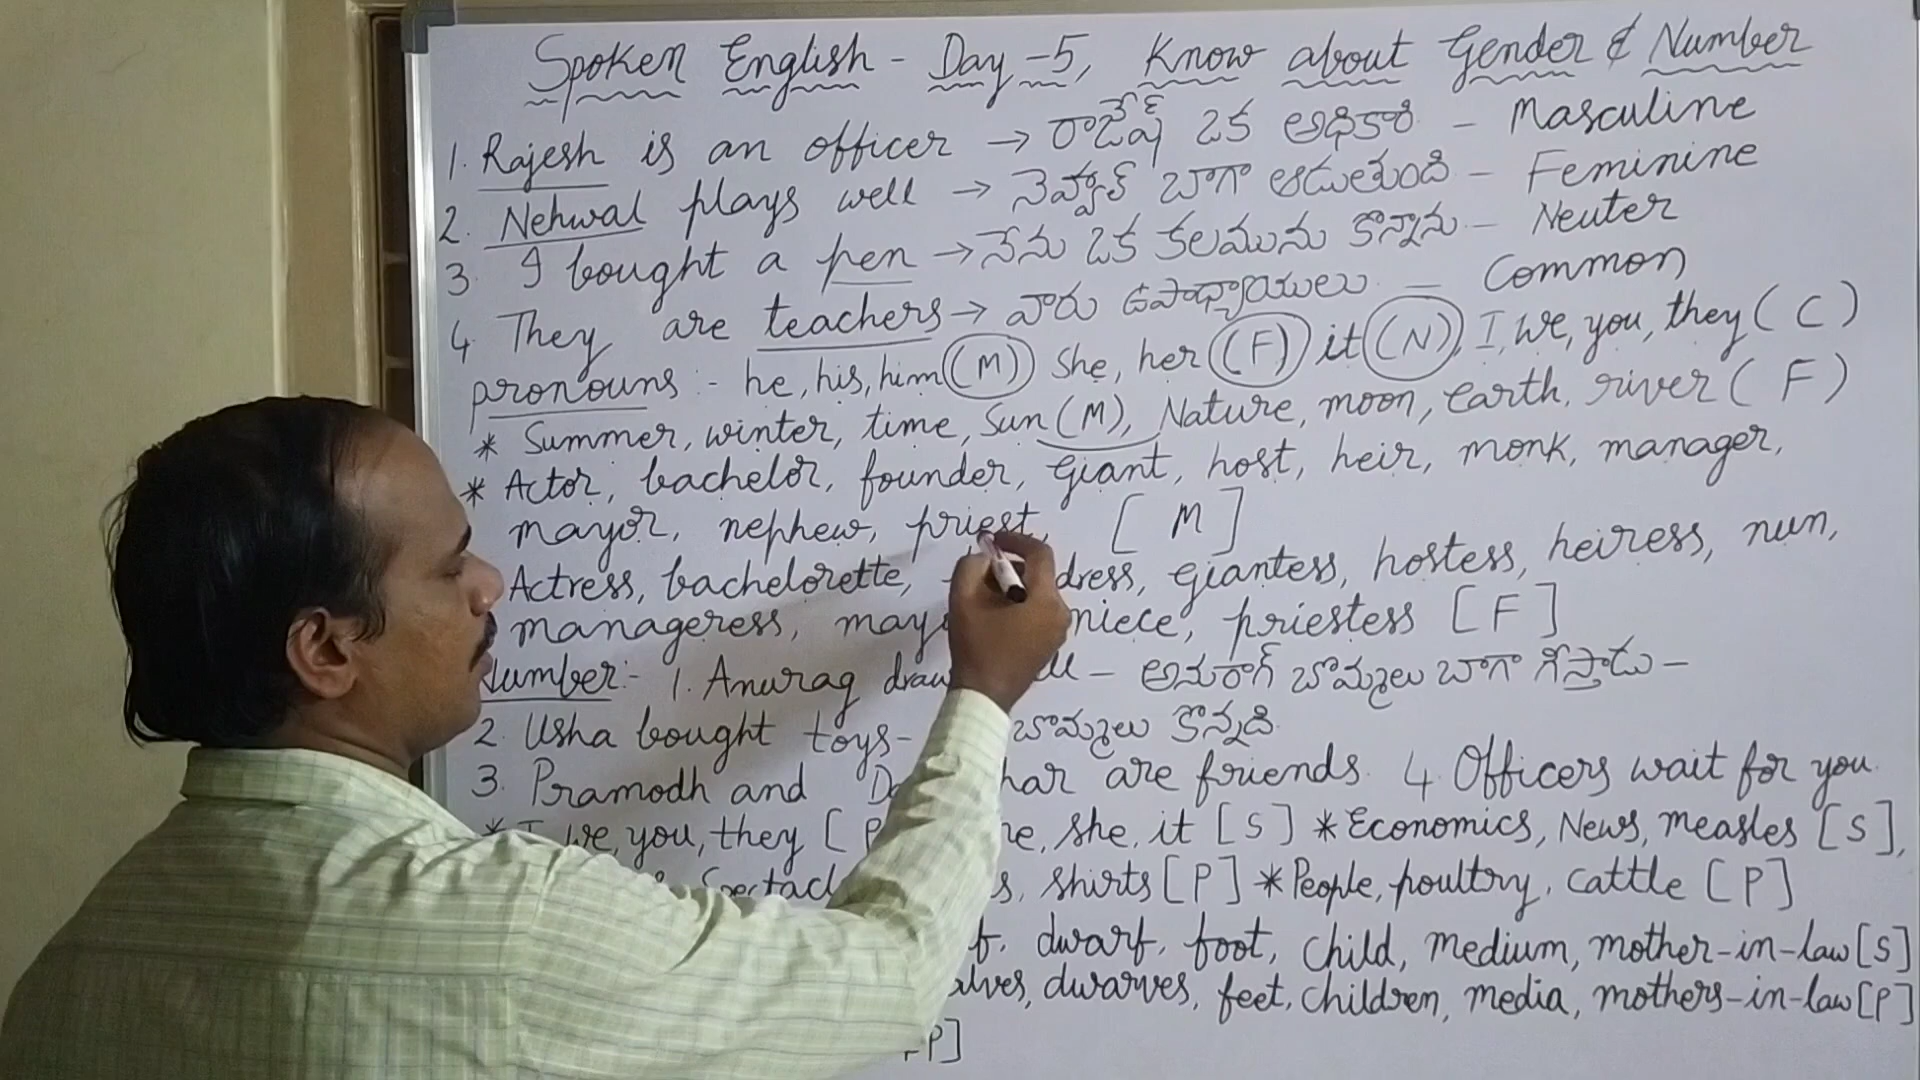 Spoken English - Day -5, Know about Gender & Number
1. Rajesh is an officer → రాజేష్ ఒక అధికారి - Masculine
2. Nehwal plays well → నెహ్వాల్ బాగా ఆడుతుంది - Feminine
3. I bought a pen → నేను ఒక కలమును కొన్నాను - Neuter
4. They are teachers → వారు ఉపాధ్యాయులు - Common
pronouns :- he, his, him (M) She, her (F) it (N), I, we, you, they (C)
* Summer, winter, time, Sun (M), Nature, moon, earth, river (F)
* Actor, bachelor, founder, giant, host, heir, monk, manager,
mayor, nephew, priest, [M]
Actress, bachelorette, dress, giantess, hostess, heiress, nun,
manageress, niece, priestess [F]
Number:- 1. Anurag - అనురాగ్ బొమ్మలు బాగా గీస్తాడు -
2. Usha bought toys- బొమ్మలు కొన్నది
3. Pramodh and are friends. 4. Officers wait for you.
we, you, they [ she, it [S] * Economics, News, measles [S],
shirts [P] * People, poultry, cattle [P]
dwarf, foot, child, medium, mother-in-law [S]
dwarves, feet, children, media, mothers-in-law [P]
P]